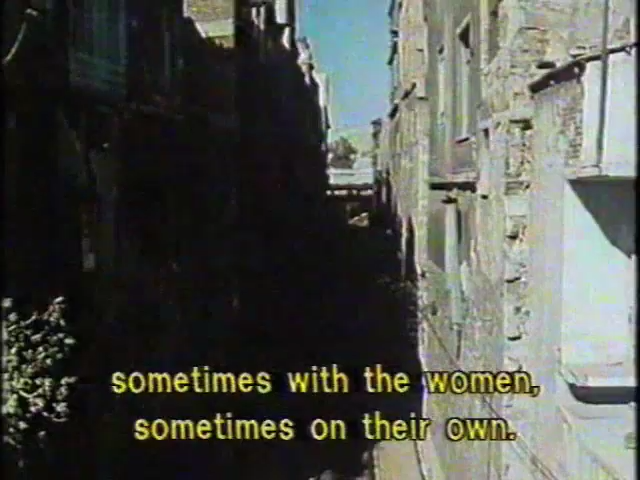 sometimes with the women,
sometimes on their own.